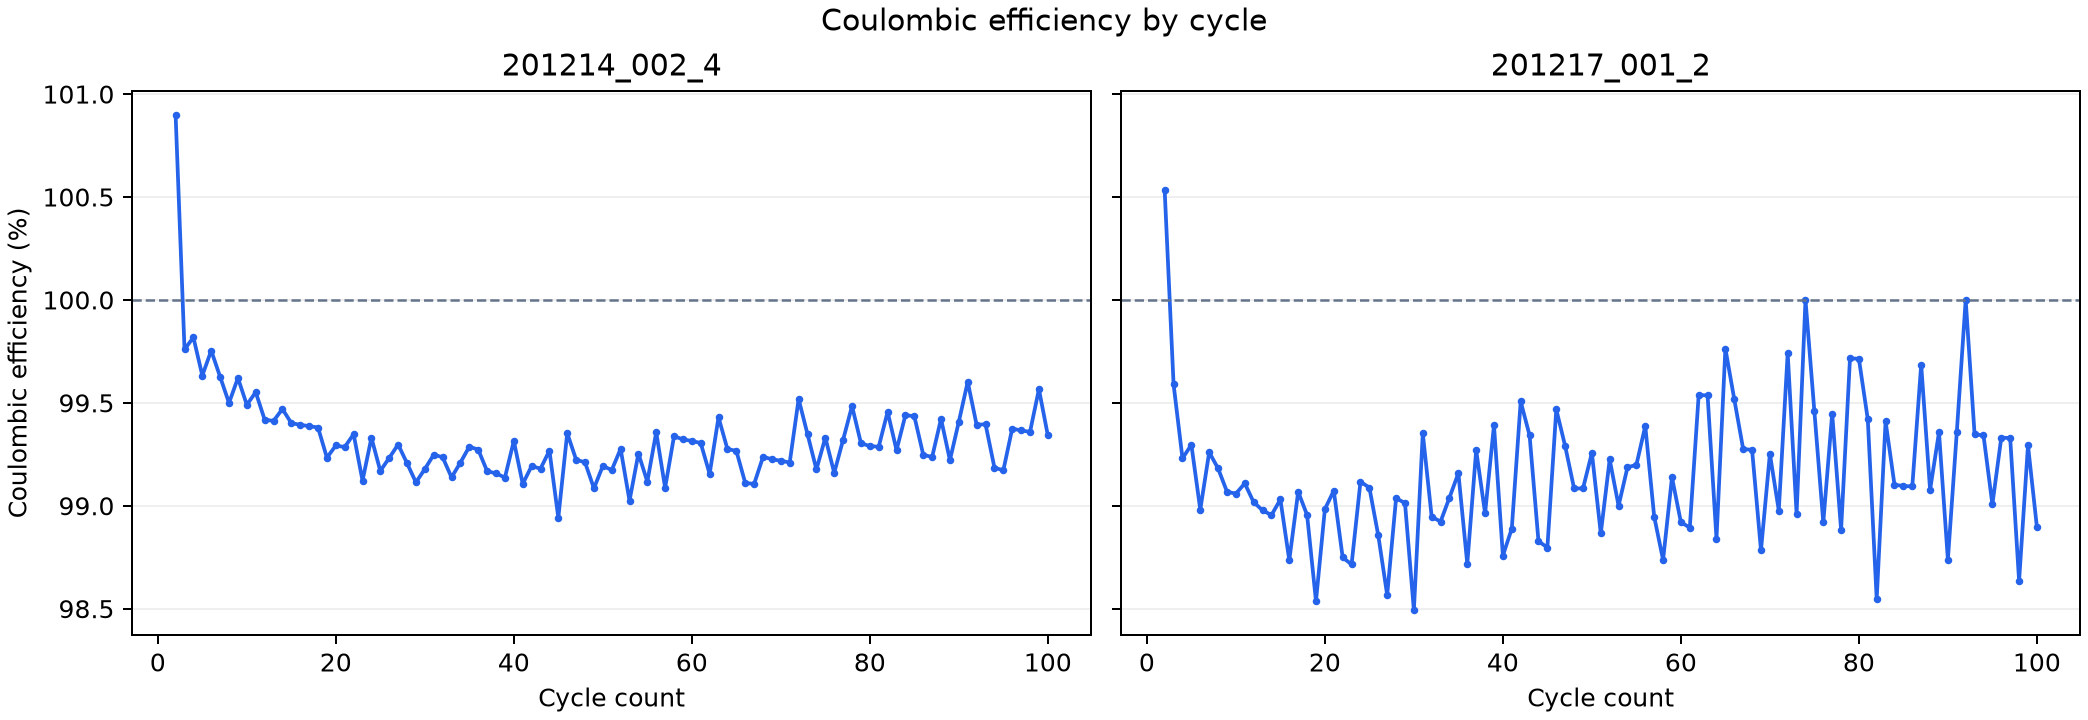 Coulombic efficiency by cycle
201214_002_4
201217_001_2
Coulombic efficiency (%)
101.0
100.5
100.0
99.5
99.0
98.5
0 20 40 60 80 100
0 20 40 60 80 100
Cycle count
Cycle count